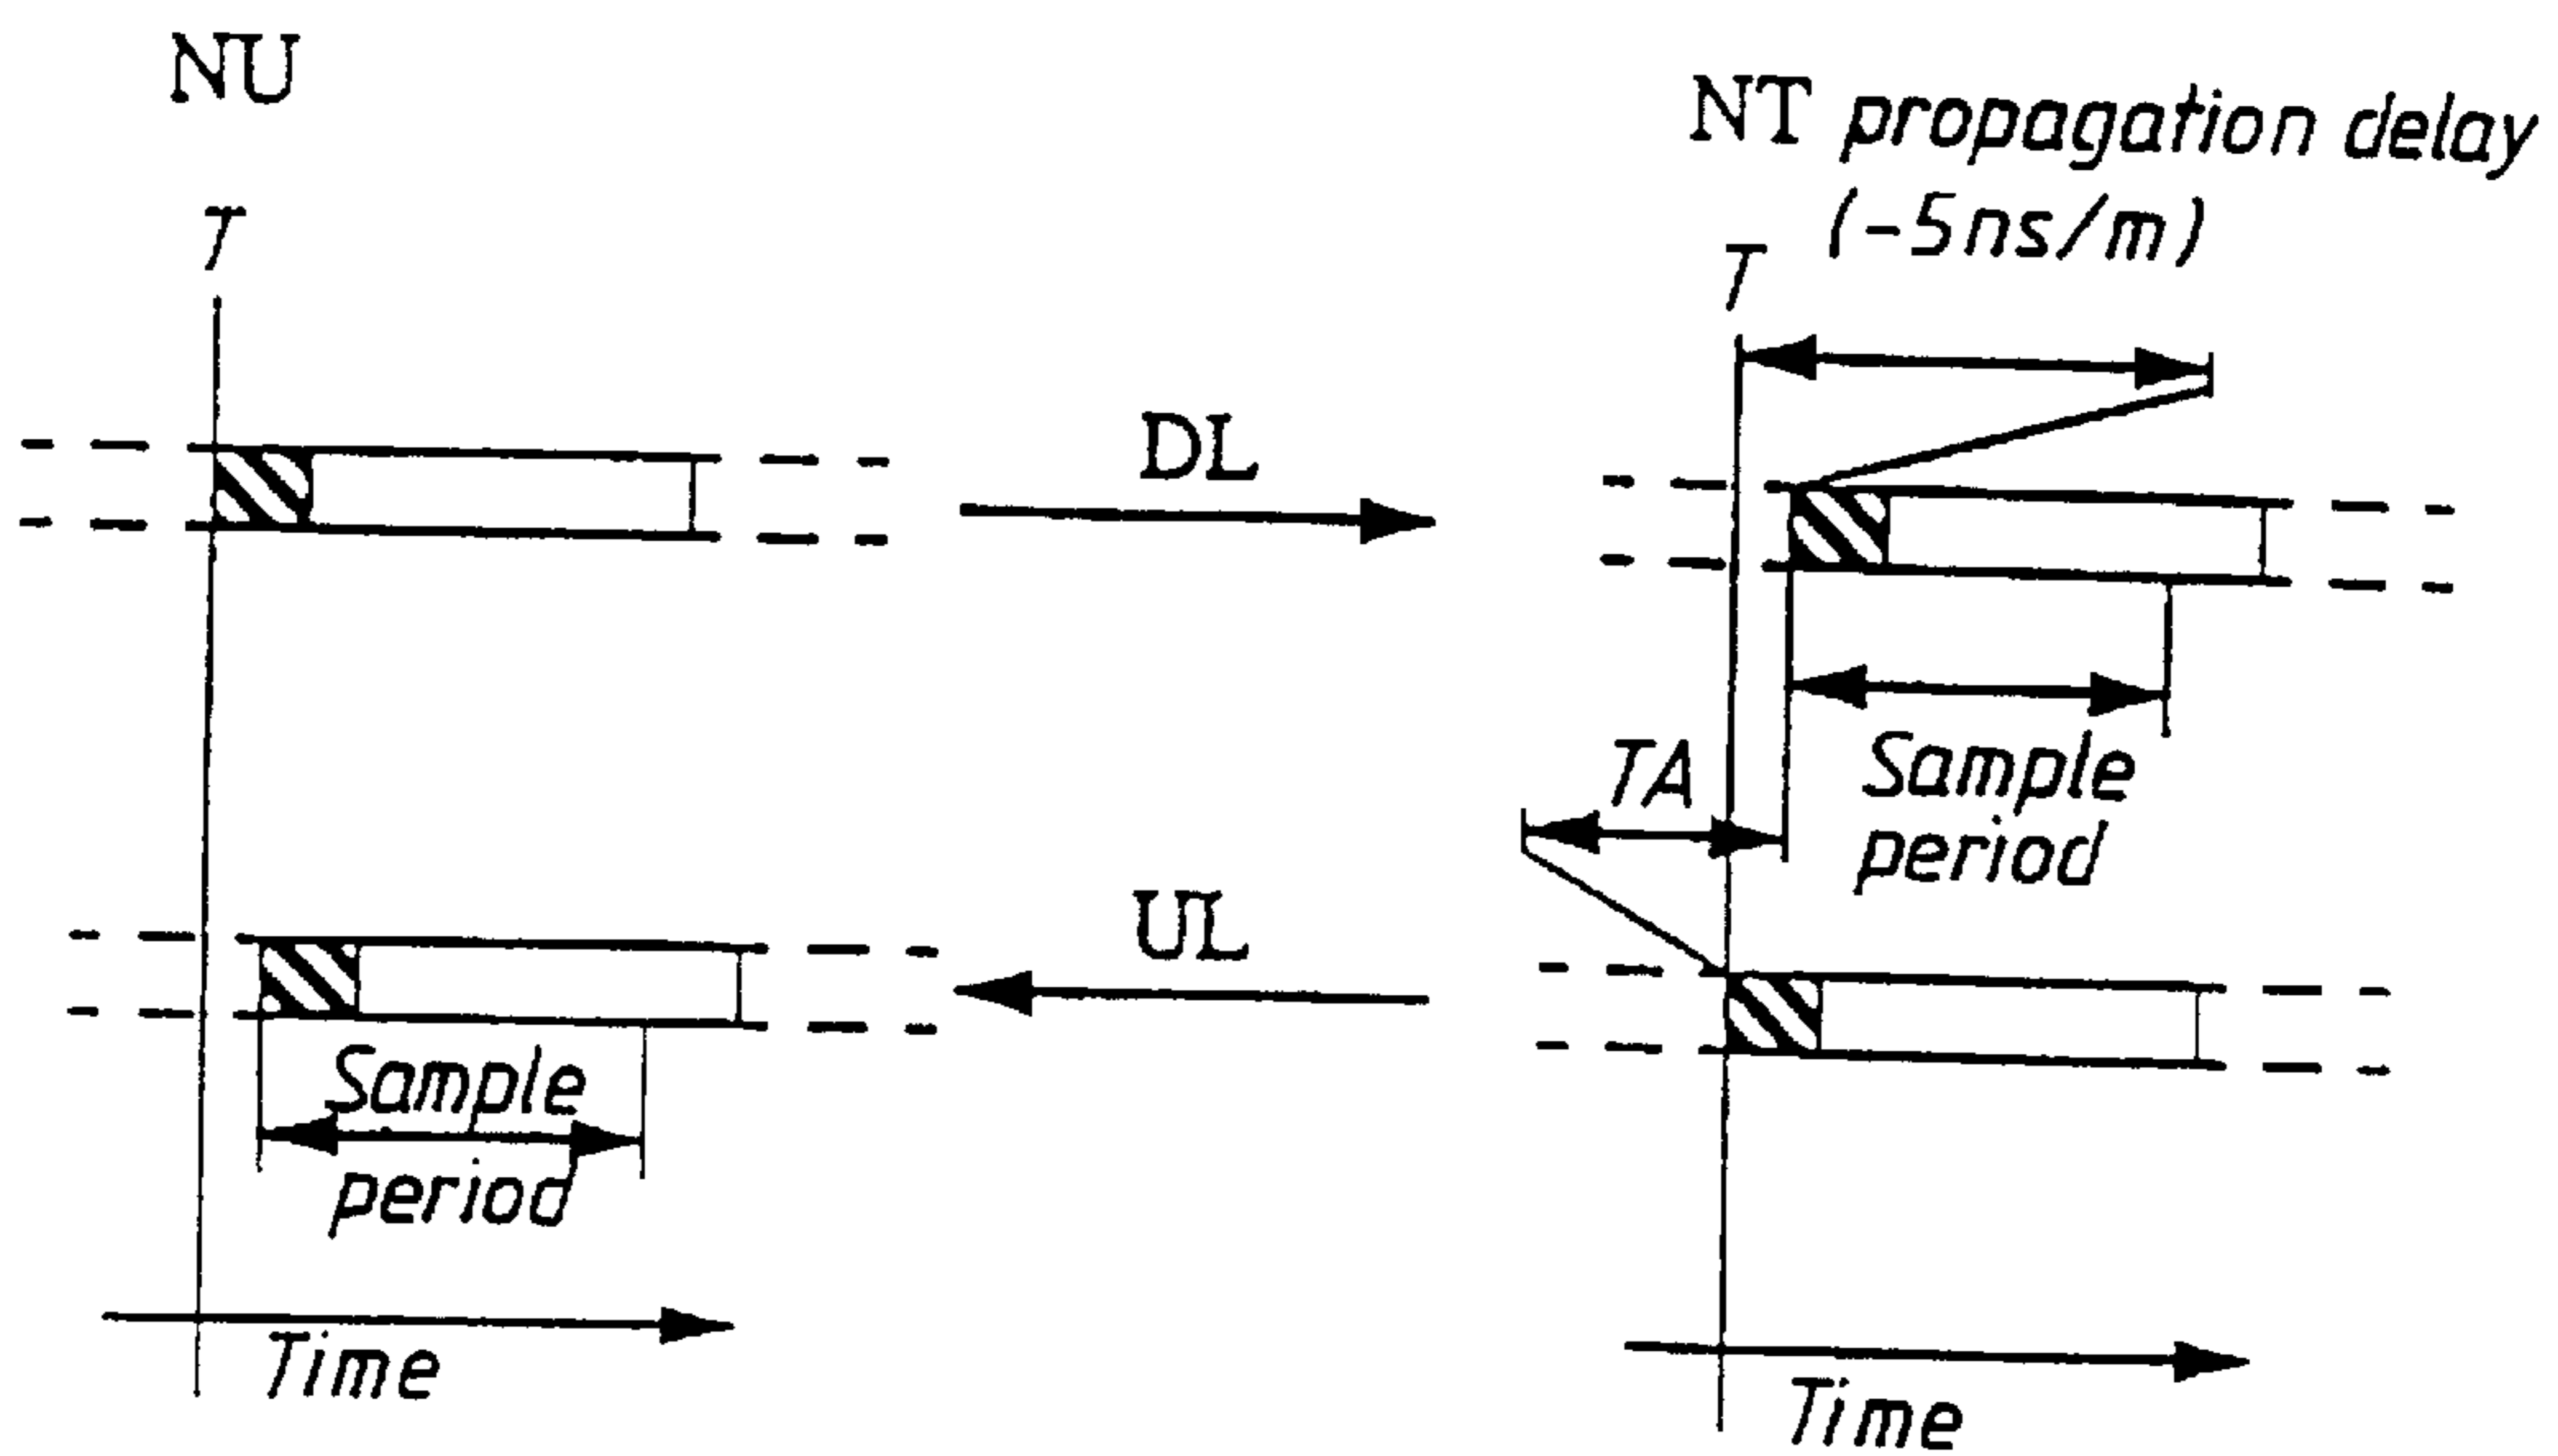 NU
NT propagation delay
(-5ns/m)
T
T
DL
TA
Sample
period
UL
Sample
period
Time
Time